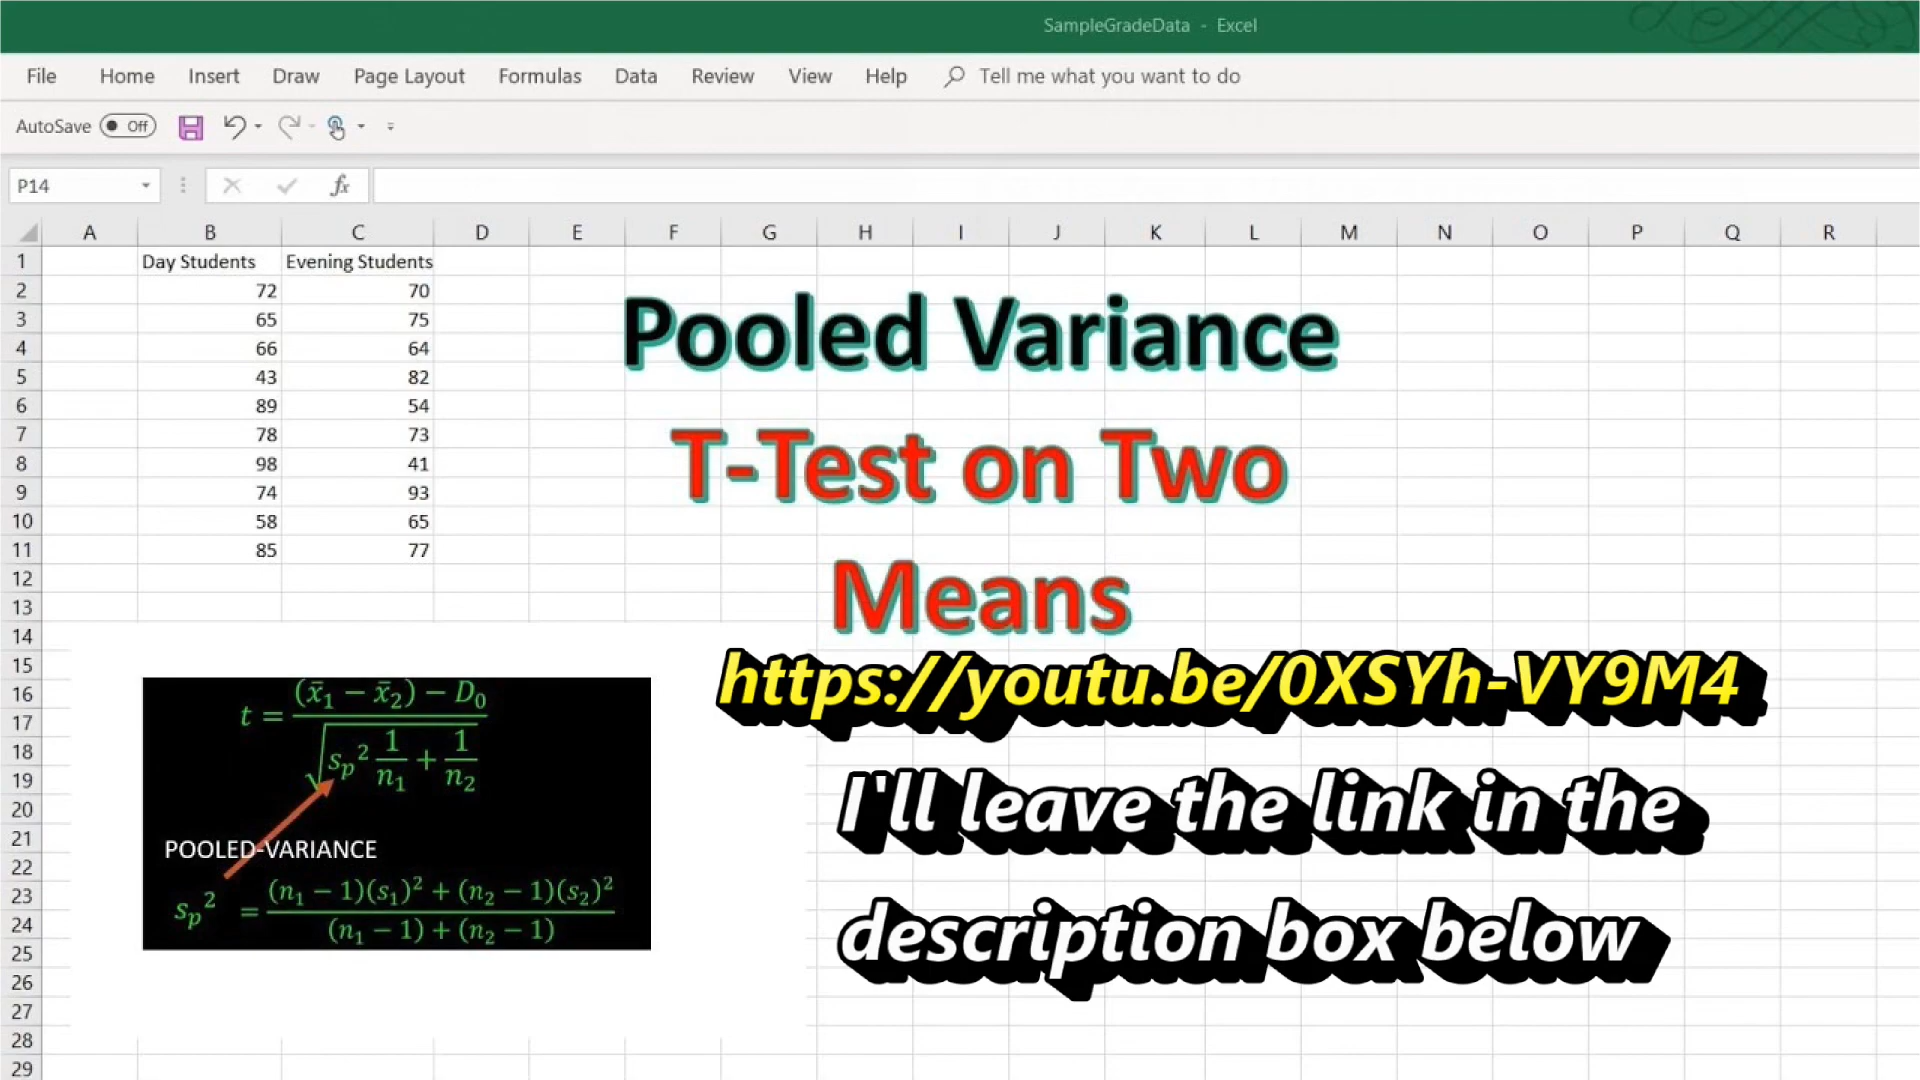 SampleGradeData - Excel
File Home Insert Draw Page Layout Formulas Data Review View Help Tell me what you want to do
AutoSave Off
P14 fx
A B C D E F G H I J K L M N O P Q R
1 Day Students Evening Students
2 72 70
3 65 75
4 66 64
5 43 82
6 89 54
7 78 73
8 98 41
9 74 93
10 58 65
11 85 77
12
13
14
15
16
17
18
19
20
21
22
23
24
25
26
27
28
29
Pooled Variance
T-Test on Two
Means
https://youtu.be/0XSYh-VY9M4
I'll leave the link in the
description box below
t = ((x̄₁ − x̄₂) − D₀) / √(sₚ² 1/n₁ + 1/n₂)
POOLED-VARIANCE
sₚ² = ((n₁ − 1)(s₁)² + (n₂ − 1)(s₂)²) / ((n₁ − 1) + (n₂ − 1))